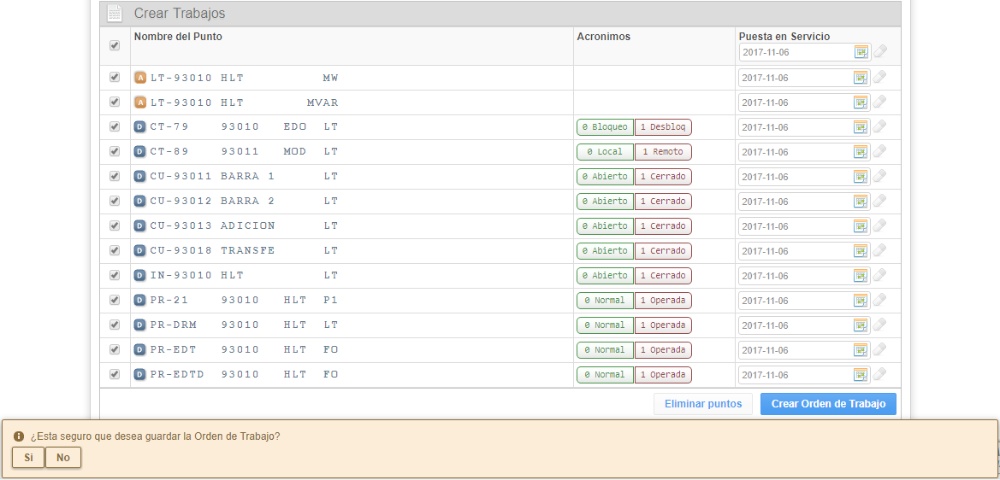 Crear Trabajos
Nombre del Punto Acronimos Puesta en Servicio
2017-11-06
A LT-93010 HLT MW 2017-11-06
A LT-93010 HLT MVAR 2017-11-06
D CT-79 93010 EDO LT 0 Bloqueo 1 Desbloq 2017-11-06
D CT-89 93011 MOD LT 0 Local 1 Remoto 2017-11-06
D CU-93011 BARRA 1 LT 0 Abierto 1 Cerrado 2017-11-06
D CU-93012 BARRA 2 LT 0 Abierto 1 Cerrado 2017-11-06
D CU-93013 ADICION LT 0 Abierto 1 Cerrado 2017-11-06
D CU-93018 TRANSFE LT 0 Abierto 1 Cerrado 2017-11-06
D IN-93010 HLT LT 0 Abierto 1 Cerrado 2017-11-06
D PR-21 93010 HLT P1 0 Normal 1 Operada 2017-11-06
D PR-DRM 93010 HLT LT 0 Normal 1 Operada 2017-11-06
D PR-EDT 93010 HLT FO 0 Normal 1 Operada 2017-11-06
D PR-EDTD 93010 HLT FO 0 Normal 1 Operada 2017-11-06
Eliminar puntos Crear Orden de Trabajo
¿Esta seguro que desea guardar la Orden de Trabajo?
Si No